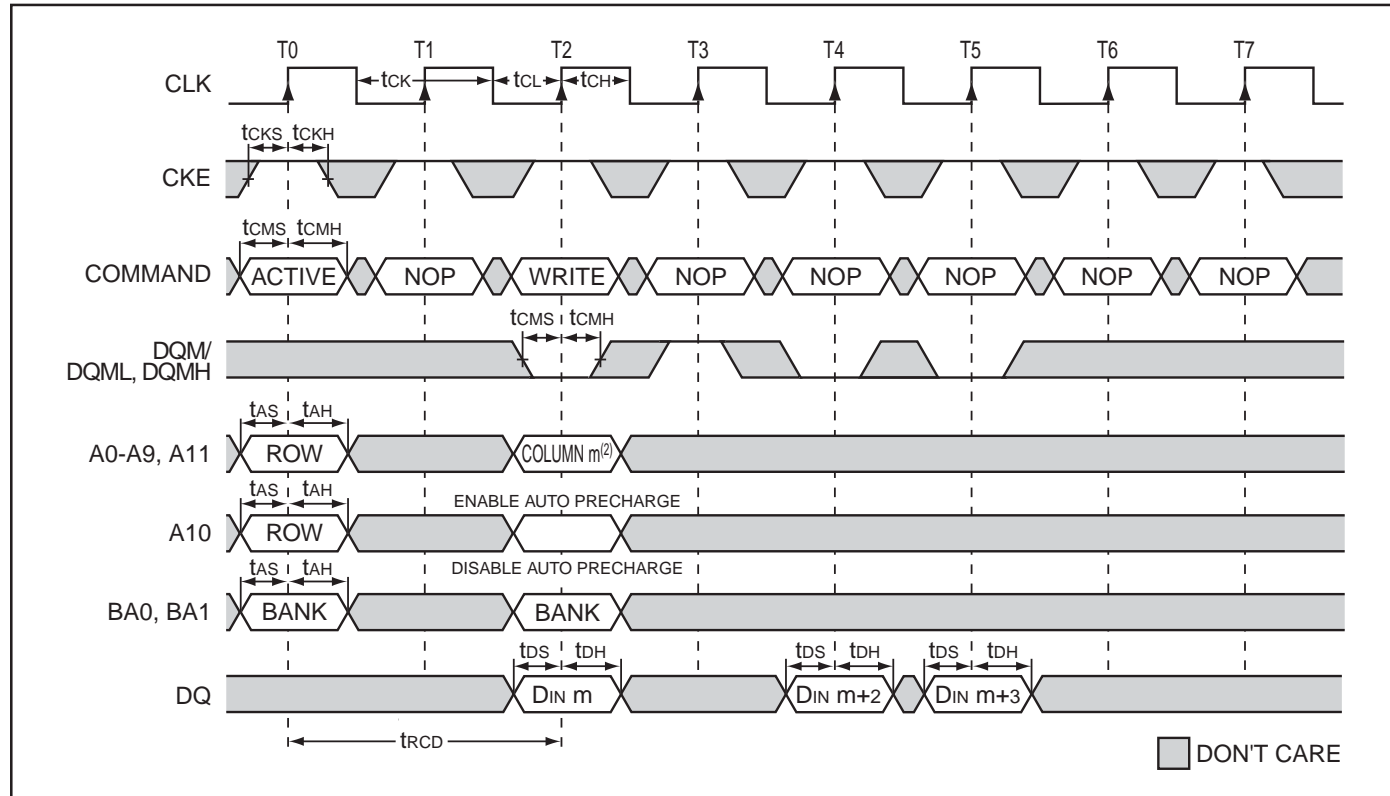 T0 T1 T2 T3 T4 T5 T6 T7
CLK
tCK tCL tCH
tCKS tCKH
CKE
tCMS tCMH
COMMAND ACTIVE NOP WRITE NOP NOP NOP NOP NOP
tCMS tCMH
DQM/
DQML, DQMH
tAS tAH
A0-A9, A11 ROW COLUMN m(2)
tAS tAH ENABLE AUTO PRECHARGE
A10 ROW
tAS tAH DISABLE AUTO PRECHARGE
BA0, BA1 BANK BANK
tDS tDH tDS tDH tDS tDH
DQ DIN m DIN m+2 DIN m+3
tRCD
DON'T CARE